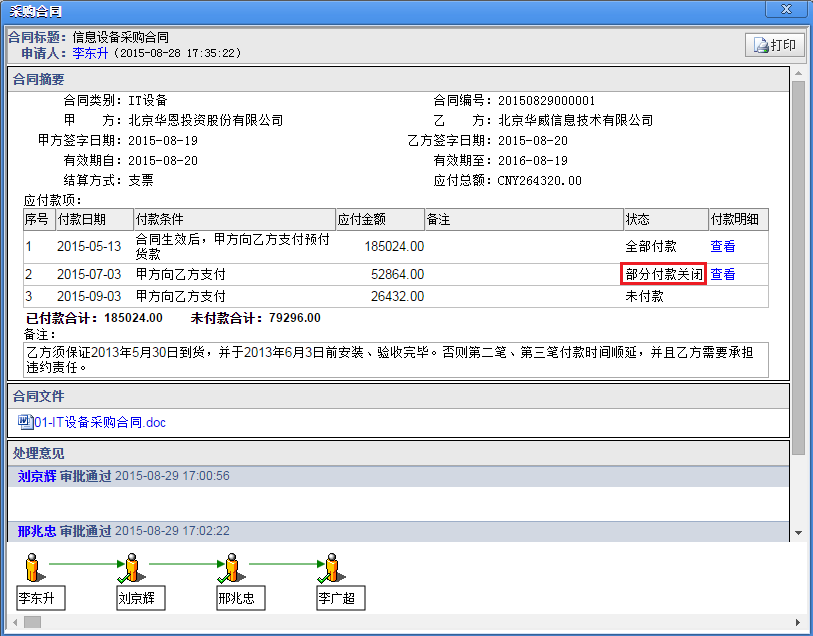 采购合同
合同标题：信息设备采购合同
申请人：李东升（2015-08-28 17:35:22）
打印
合同摘要
合同类别：IT设备 合同编号：20150829000001
甲 方：北京华恩投资股份有限公司 乙 方：北京华威信息技术有限公司
甲方签字日期：2015-08-19 乙方签字日期：2015-08-20
有效期自：2015-08-20 有效期至：2016-08-19
结算方式：支票 应付总额：CNY264320.00
应付款项：
序号 付款日期 付款条件 应付金额 备注 状态 付款明细
1 2015-05-13 合同生效后，甲方向乙方支付预付 185024.00 全部付款 查看
货款
2 2015-07-03 甲方向乙方支付 52864.00 部分付款关闭 查看
3 2015-09-03 甲方向乙方支付 26432.00 未付款
已付款合计：185024.00 未付款合计：79296.00
备注：
乙方须保证2013年5月30日到货，并于2013年6月3日前安装、验收完毕。否则第二笔、第三笔付款时间顺延，并且乙方需要承担
违约责任。
合同文件
01-IT设备采购合同.doc
处理意见
刘京辉 审批通过 2015-08-29 17:00:56
邢兆忠 审批通过 2015-08-29 17:02:22
李东升 刘京辉 邢兆忠 李广超